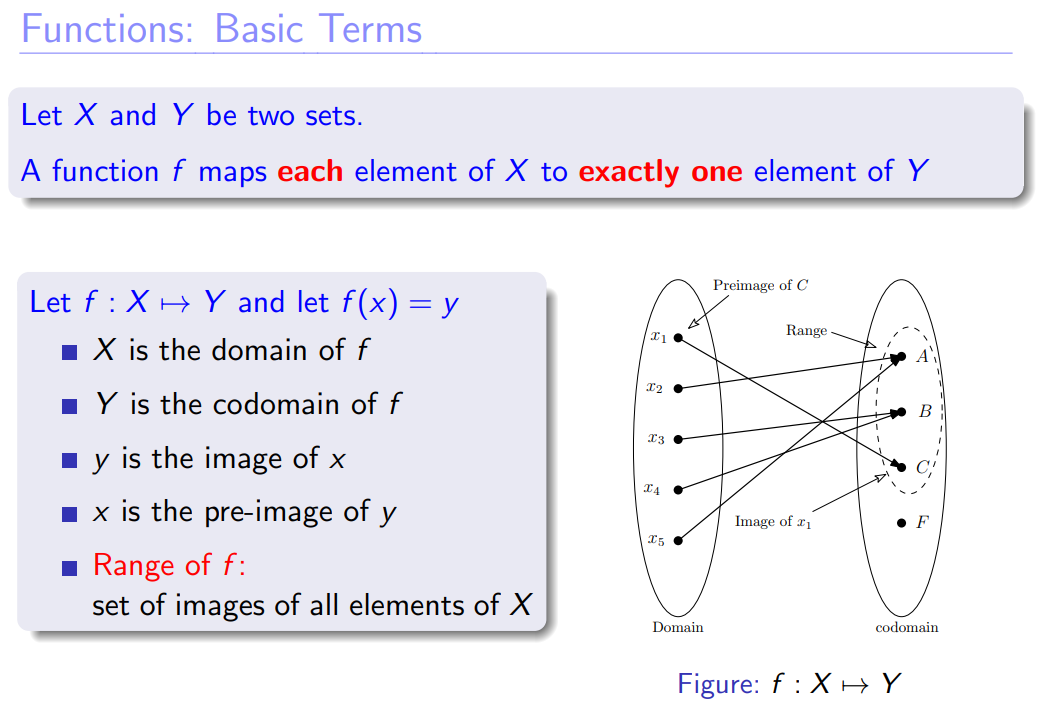 Functions: Basic Terms
Let X and Y be two sets.
A function f maps each element of X to exactly one element of Y
Let f : X ↦ Y and let f(x) = y
X is the domain of f
Y is the codomain of f
y is the image of x
x is the pre-image of y
Range of f:
set of images of all elements of X
Preimage of C
Range
x₁
A
x₂
B
x₃
C
x₄
Image of x₁
F
x₅
Domain
codomain
Figure: f : X ↦ Y